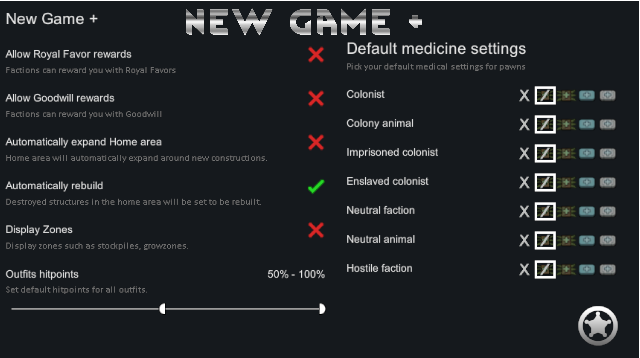 New Game +
NEW GAME +
Allow Royal Favor rewards
Factions can reward you with Royal Favors
Allow Goodwill rewards
Factions can reward you with Goodwill
Automatically expand Home area
Home area will automatically expand around new constructions.
Automatically rebuild
Destroyed structures in the home area will be set to be rebuilt.
Display Zones
Display zones such as stockpiles, growzones.
Outfits hitpoints
50% - 100%
Set default hitpoints for all outfits.
Default medicine settings
Pick your default medical settings for pawns
Colonist
Colony animal
Imprisoned colonist
Enslaved colonist
Neutral faction
Neutral animal
Hostile faction